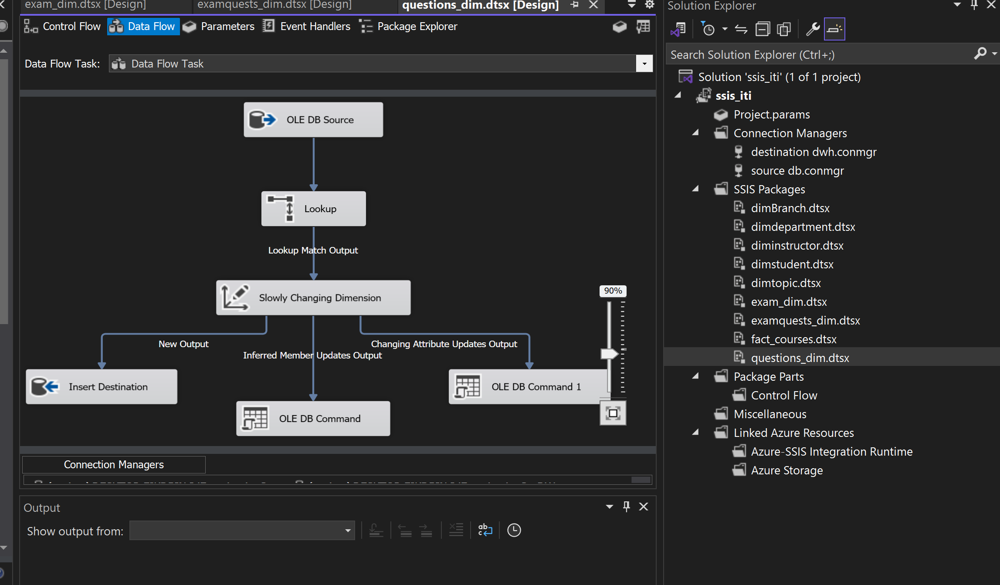 exam_dim.dtsx [Design]
examquests_dim.dtsx [Design]
questions_dim.dtsx [Design]
Control Flow
Data Flow
Parameters
Event Handlers
Package Explorer
Data Flow Task:
Data Flow Task
OLE DB Source
Lookup
Lookup Match Output
Slowly Changing Dimension
90%
New Output
Changing Attribute Updates Output
Inferred Member Updates Output
Insert Destination
OLE DB Command 1
OLE DB Command
Connection Managers
Output
Show output from:
Solution Explorer
Search Solution Explorer (Ctrl+;)
Solution 'ssis_iti' (1 of 1 project)
ssis_iti
Project.params
Connection Managers
destination dwh.conmgr
source db.conmgr
SSIS Packages
dimBranch.dtsx
dimdepartment.dtsx
diminstructor.dtsx
dimstudent.dtsx
dimtopic.dtsx
exam_dim.dtsx
examquests_dim.dtsx
fact_courses.dtsx
questions_dim.dtsx
Package Parts
Control Flow
Miscellaneous
Linked Azure Resources
Azure-SSIS Integration Runtime
Azure Storage